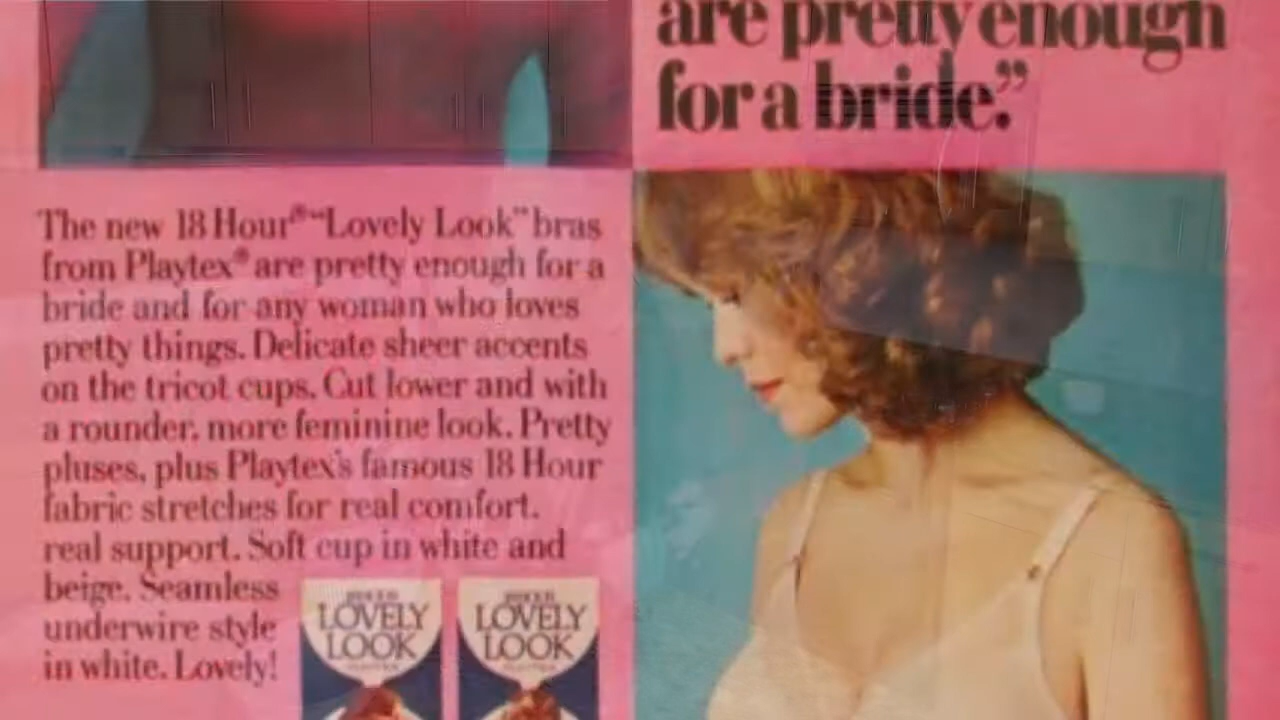 are pretty enough
for a bride."
The new 18 Hour® "Lovely Look" bras
from Playtex® are pretty enough for a
bride and for any woman who loves
pretty things. Delicate sheer accents
on the tricot cups. Cut lower and with
a rounder, more feminine look. Pretty
pluses, plus Playtex's famous 18 Hour
fabric stretches for real comfort,
real support. Soft cup in white and
beige. Seamless
underwire style
in white. Lovely!
LOVELY
LOOK
LOVELY
LOOK